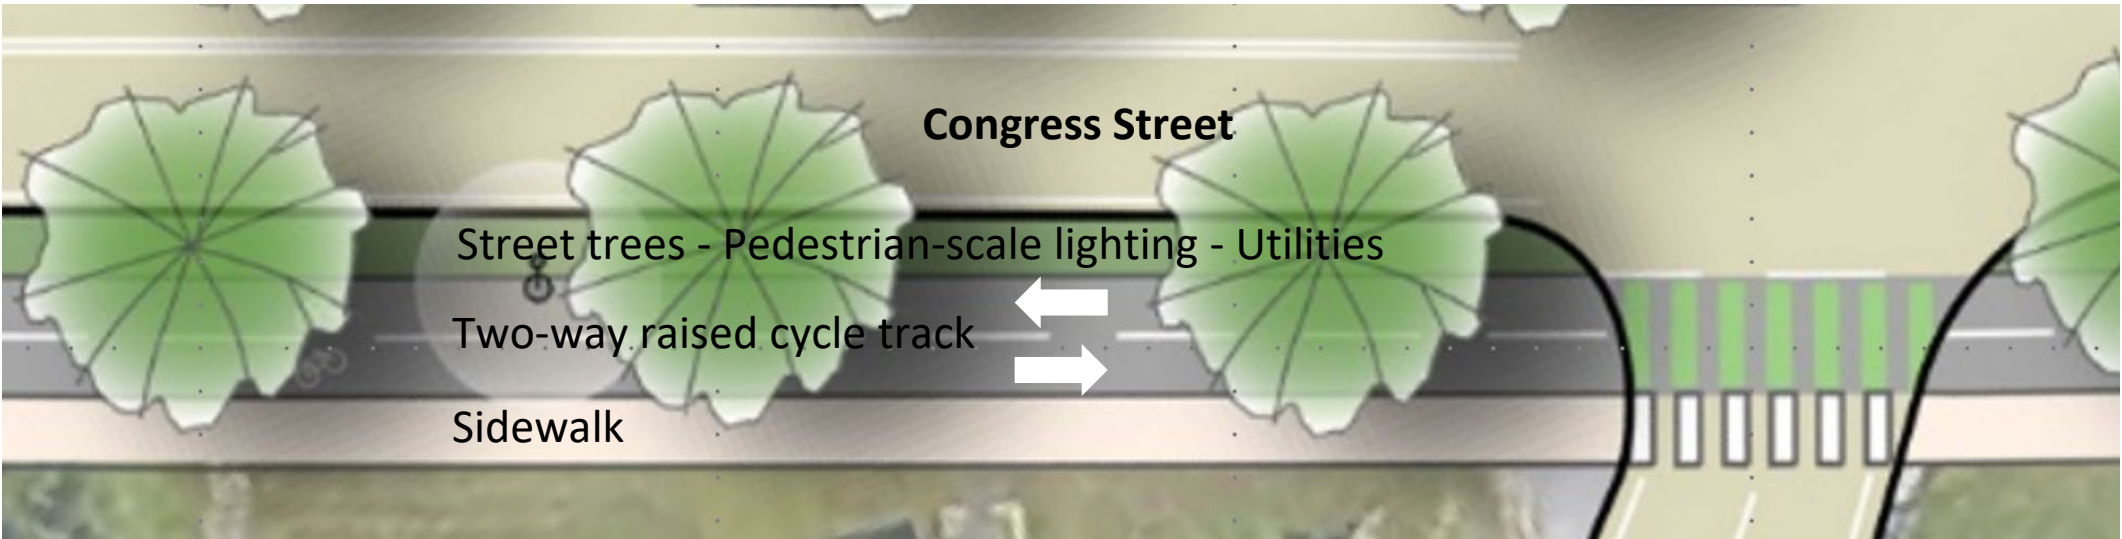 Congress Street
Street trees - Pedestrian-scale lighting - Utilities
Two-way raised cycle track
Sidewalk